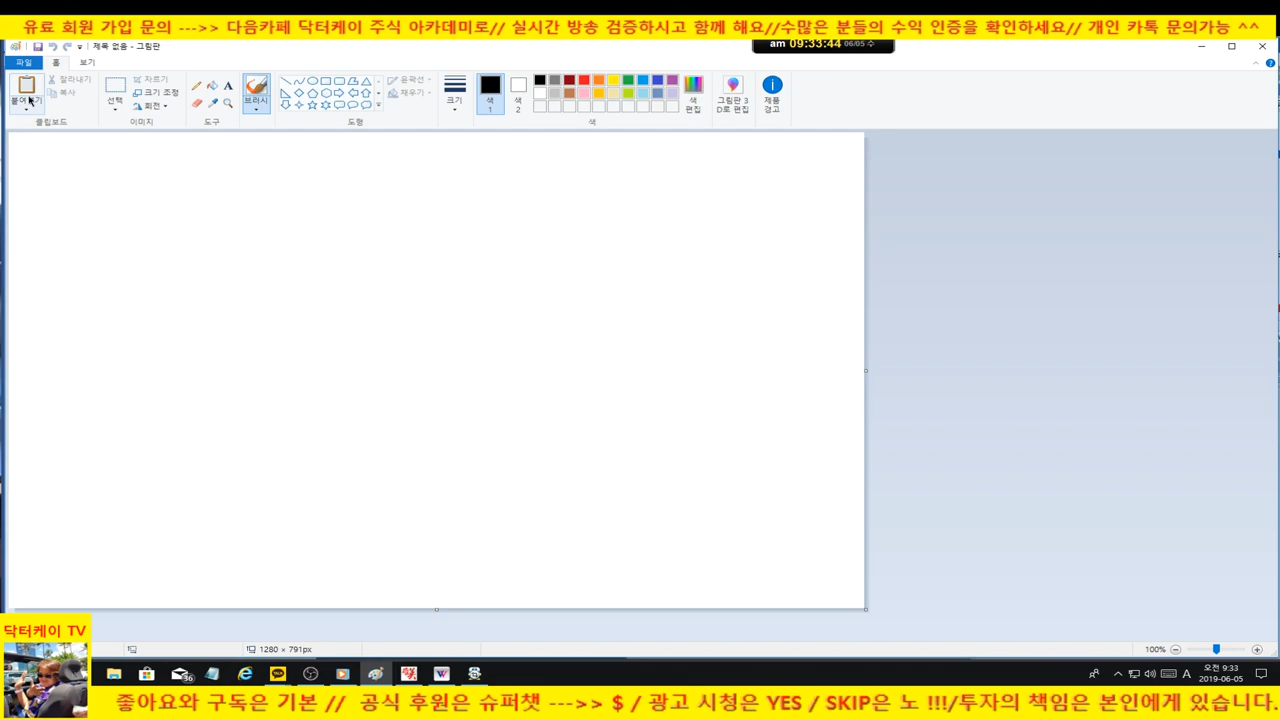 유료 회원 가입 문의 --->> 다음카페 닥터케이 주식 아카데미로// 실시간 방송 검증하시고 함께 해요//수많은 분들의 수익 인증을 확인하세요// 개인 카톡 문의가능 ^^
제목 없음 - 그림판
am 09:33:44 06/05 수
파일 홈 보기
붙여넣기
잘라내기
복사
클립보드
선택
자르기
크기 조정
회전
이미지
도구
브러시
윤곽선
채우기
도형
크기
색 1
색 2
색 편집
색
그림판 3D로 편집
제품 경고
닥터케이 TV
1280 × 791px
100%
36
TALK
A
오전 9:33
2019-06-05
좋아요와 구독은 기본 // 공식 후원은 슈퍼챗 --->> $ / 광고 시청은 YES / SKIP은 노 !!!/투자의 책임은 본인에게 있습니다.